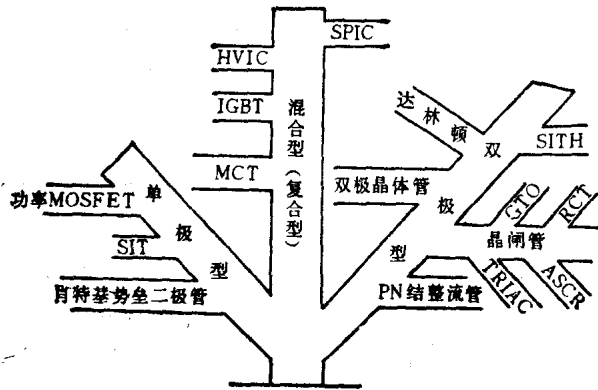 SPIC
HVIC
IGBT
MCT
混合型(复合型)
达林顿
双极型
SITH
双极晶体管
GTO
RCT
晶闸管
TRIAC
ASCR
PN结整流管
单极型
功率MOSFET
SIT
肖特基势垒二极管